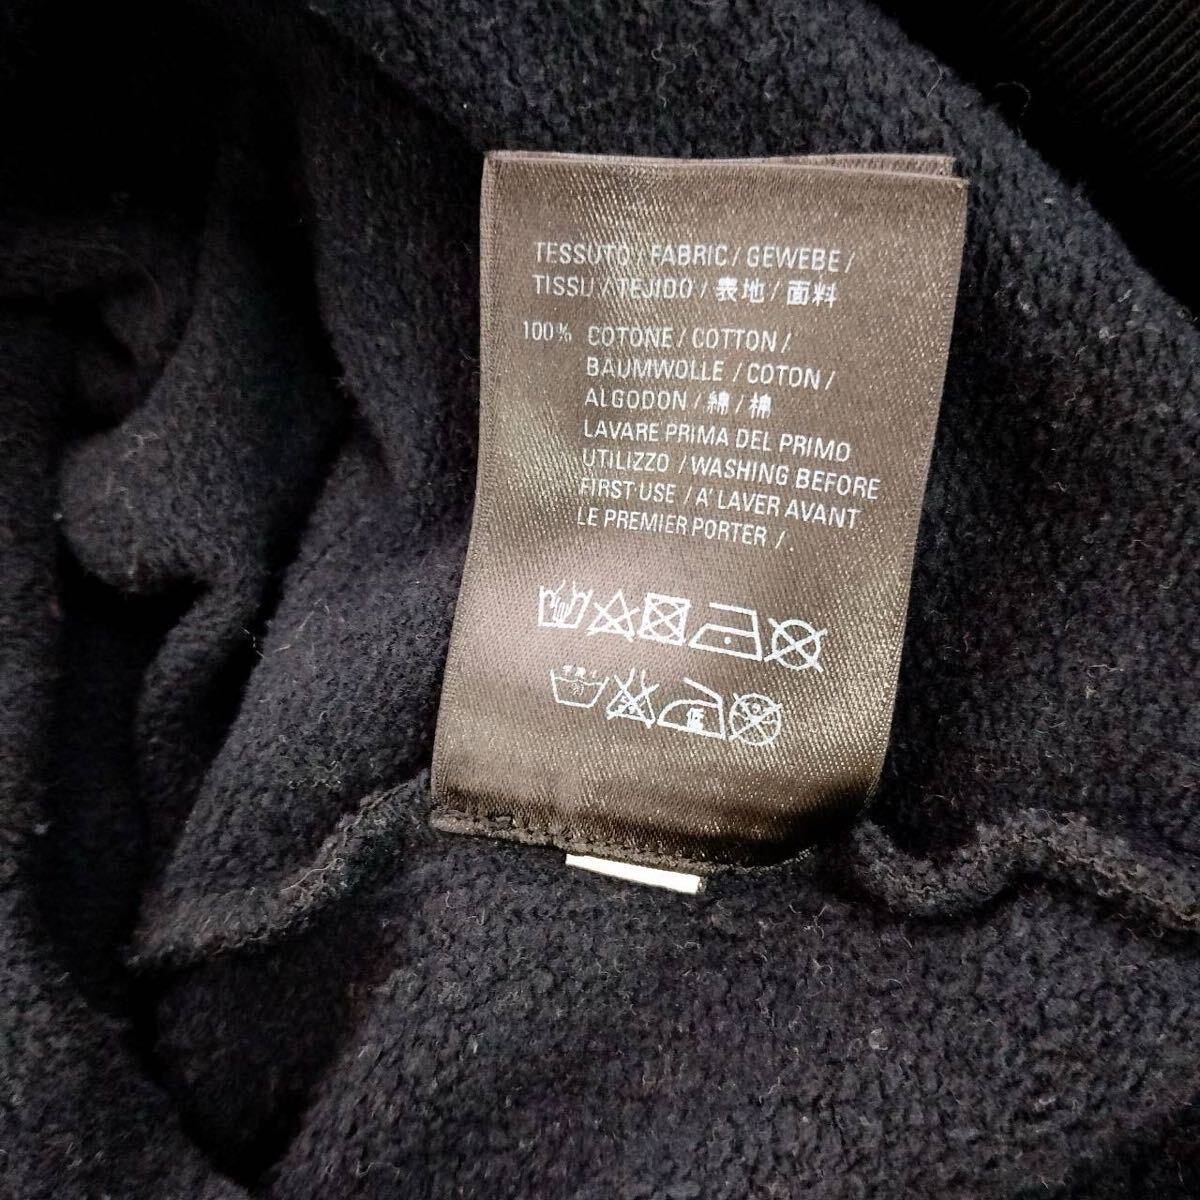 TESSUTO / FABRIC / GEWEBE /
TISSU / TEJIDO / 表地 / 面料
100% COTONE / COTTON /
BAUMWOLLE / COTON /
ALGODON / 綿 / 棉
LAVARE PRIMA DEL PRIMO
UTILIZZO / WASHING BEFORE
FIRST USE / A' LAVER AVANT
LE PREMIER PORTER /